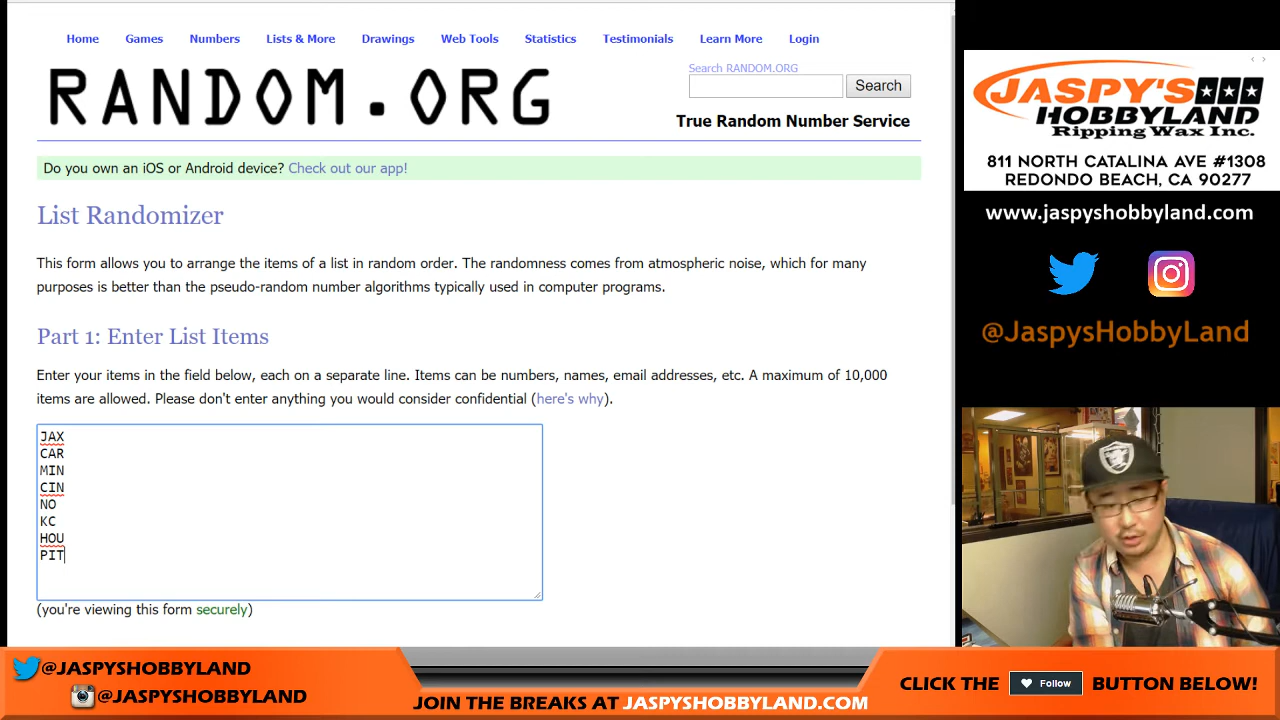 Home Games Numbers Lists & More Drawings Web Tools Statistics Testimonials Learn More Login
RANDOM.ORG
Search RANDOM.ORG
Search
True Random Number Service
Do you own an iOS or Android device? Check out our app!
List Randomizer
This form allows you to arrange the items of a list in random order. The randomness comes from atmospheric noise, which for many
purposes is better than the pseudo-random number algorithms typically used in computer programs.
Part 1: Enter List Items
Enter your items in the field below, each on a separate line. Items can be numbers, names, email addresses, etc. A maximum of 10,000
items are allowed. Please don't enter anything you would consider confidential (here's why).
JAX
CAR
MIN
CIN
NO
KC
HOU
PIT
(you're viewing this form securely)
JASPY'S
HOBBYLAND
Ripping Wax Inc.
811 NORTH CATALINA AVE #1308
REDONDO BEACH, CA 90277
www.jaspyshobbyland.com
@JaspysHobbyLand
@JASPYSHOBBYLAND
@JASPYSHOBBYLAND
JOIN THE BREAKS AT JASPYSHOBBYLAND.COM
CLICK THE Follow BUTTON BELOW!